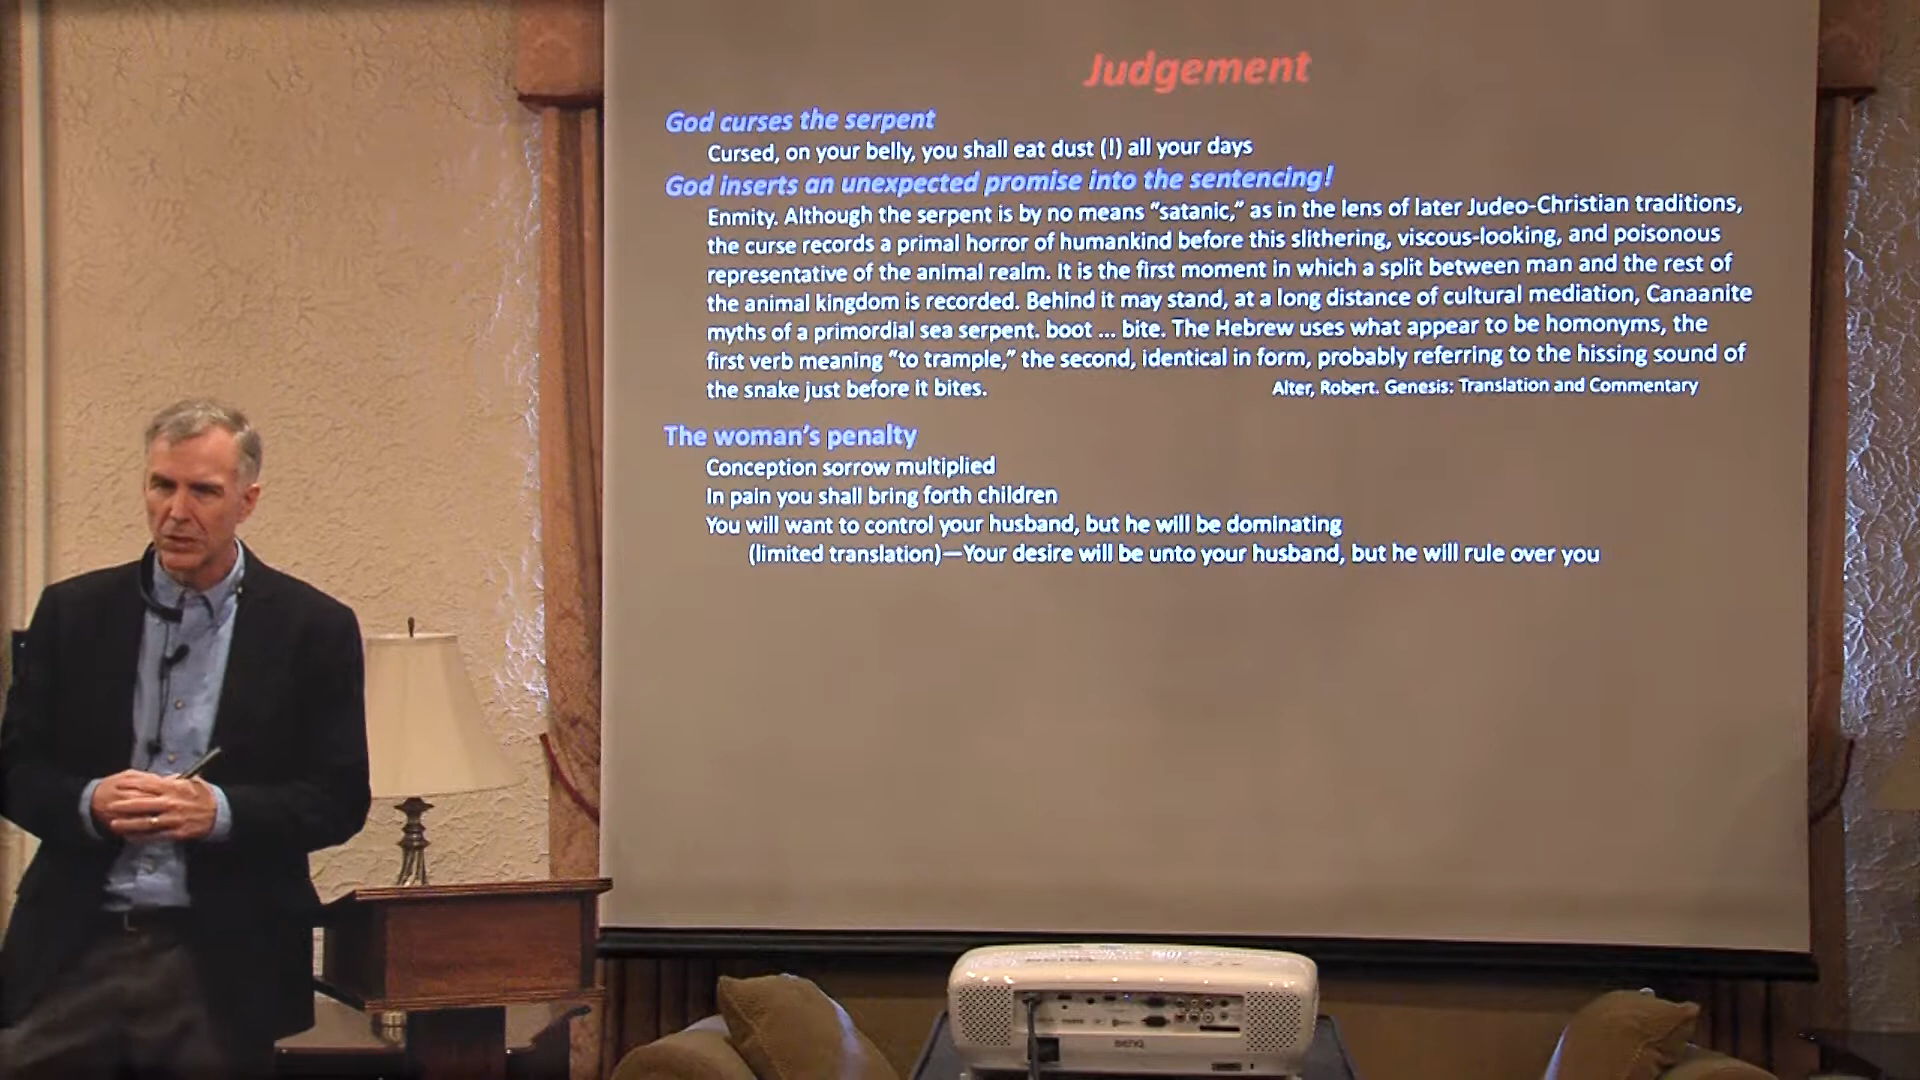 Judgement
God curses the serpent
Cursed, on your belly, you shall eat dust (!) all your days
God inserts an unexpected promise into the sentencing!
Enmity. Although the serpent is by no means “satanic,” as in the lens of later Judeo-Christian traditions,
the curse records a primal horror of humankind before this slithering, viscous-looking, and poisonous
representative of the animal realm. It is the first moment in which a split between man and the rest of
the animal kingdom is recorded. Behind it may stand, at a long distance of cultural mediation, Canaanite
myths of a primordial sea serpent. boot ... bite. The Hebrew uses what appear to be homonyms, the
first verb meaning “to trample,” the second, identical in form, probably referring to the hissing sound of
the snake just before it bites.
Alter, Robert. Genesis: Translation and Commentary
The woman’s penalty
Conception sorrow multiplied
In pain you shall bring forth children
You will want to control your husband, but he will be dominating
(limited translation)—Your desire will be unto your husband, but he will rule over you
BENQ